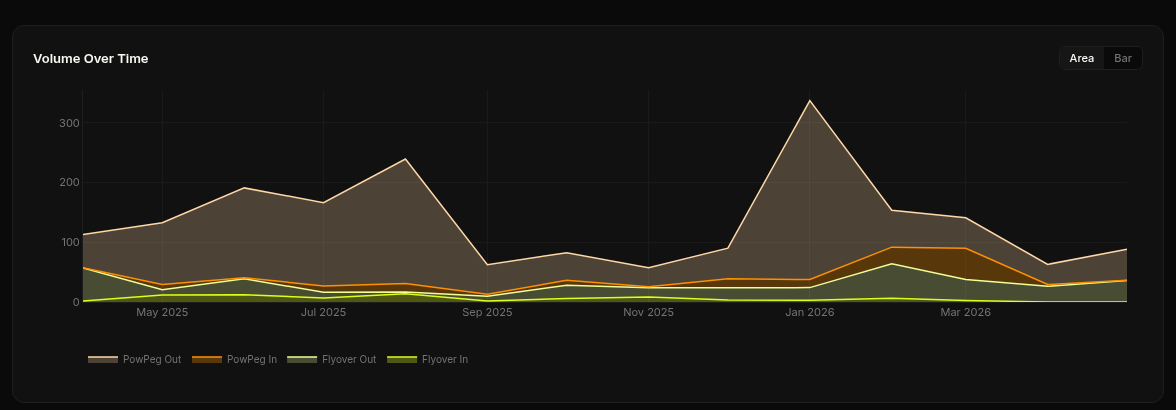 Volume Over Time
Area Bar
300
200
100
0
May 2025 Jul 2025 Sep 2025 Nov 2025 Jan 2026 Mar 2026
PowPeg Out PowPeg In Flyover Out Flyover In